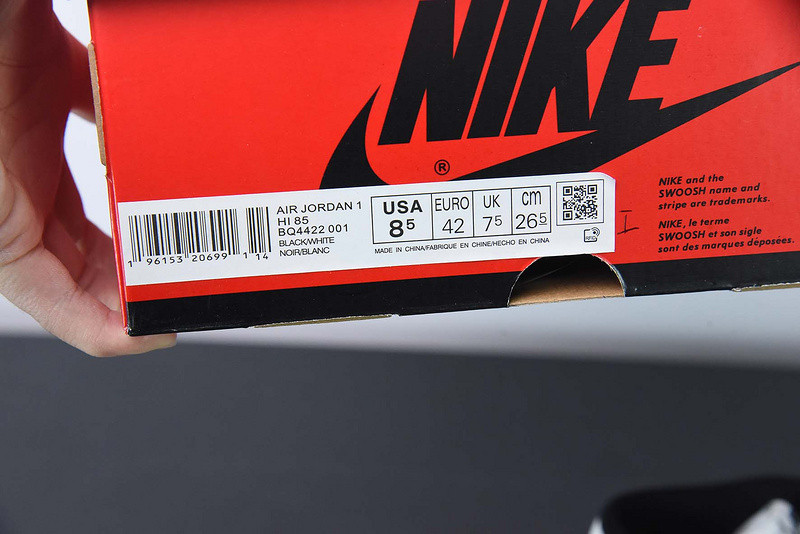 NIKE
®
AIR JORDAN 1
HI 85
BQ4422 001
BLACK/WHITE
NOIR/BLANC
1 96153 20699 1 14
USA
8⁵
EURO
42
UK
7⁵
cm
26⁵
MADE IN CHINA/FABRIQUE EN CHINE/HECHO EN CHINA
NIKE and the
SWOOSH name and
stripe are trademarks.
NIKE, le terme
SWOOSH et son sigle
sont des marques déposées.